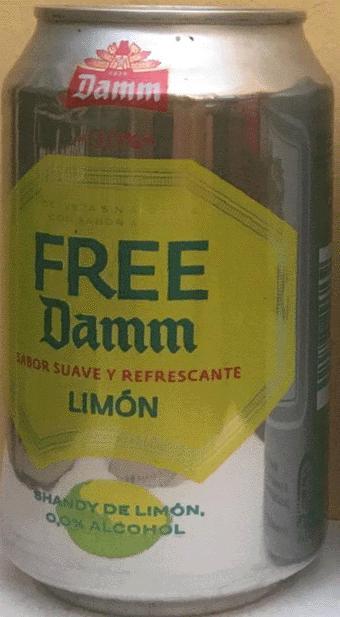 Damm
FREE
Damm
SABOR SUAVE Y REFRESCANTE
LIMÓN
SHANDY DE LIMÓN,
0,0% ALCOHOL